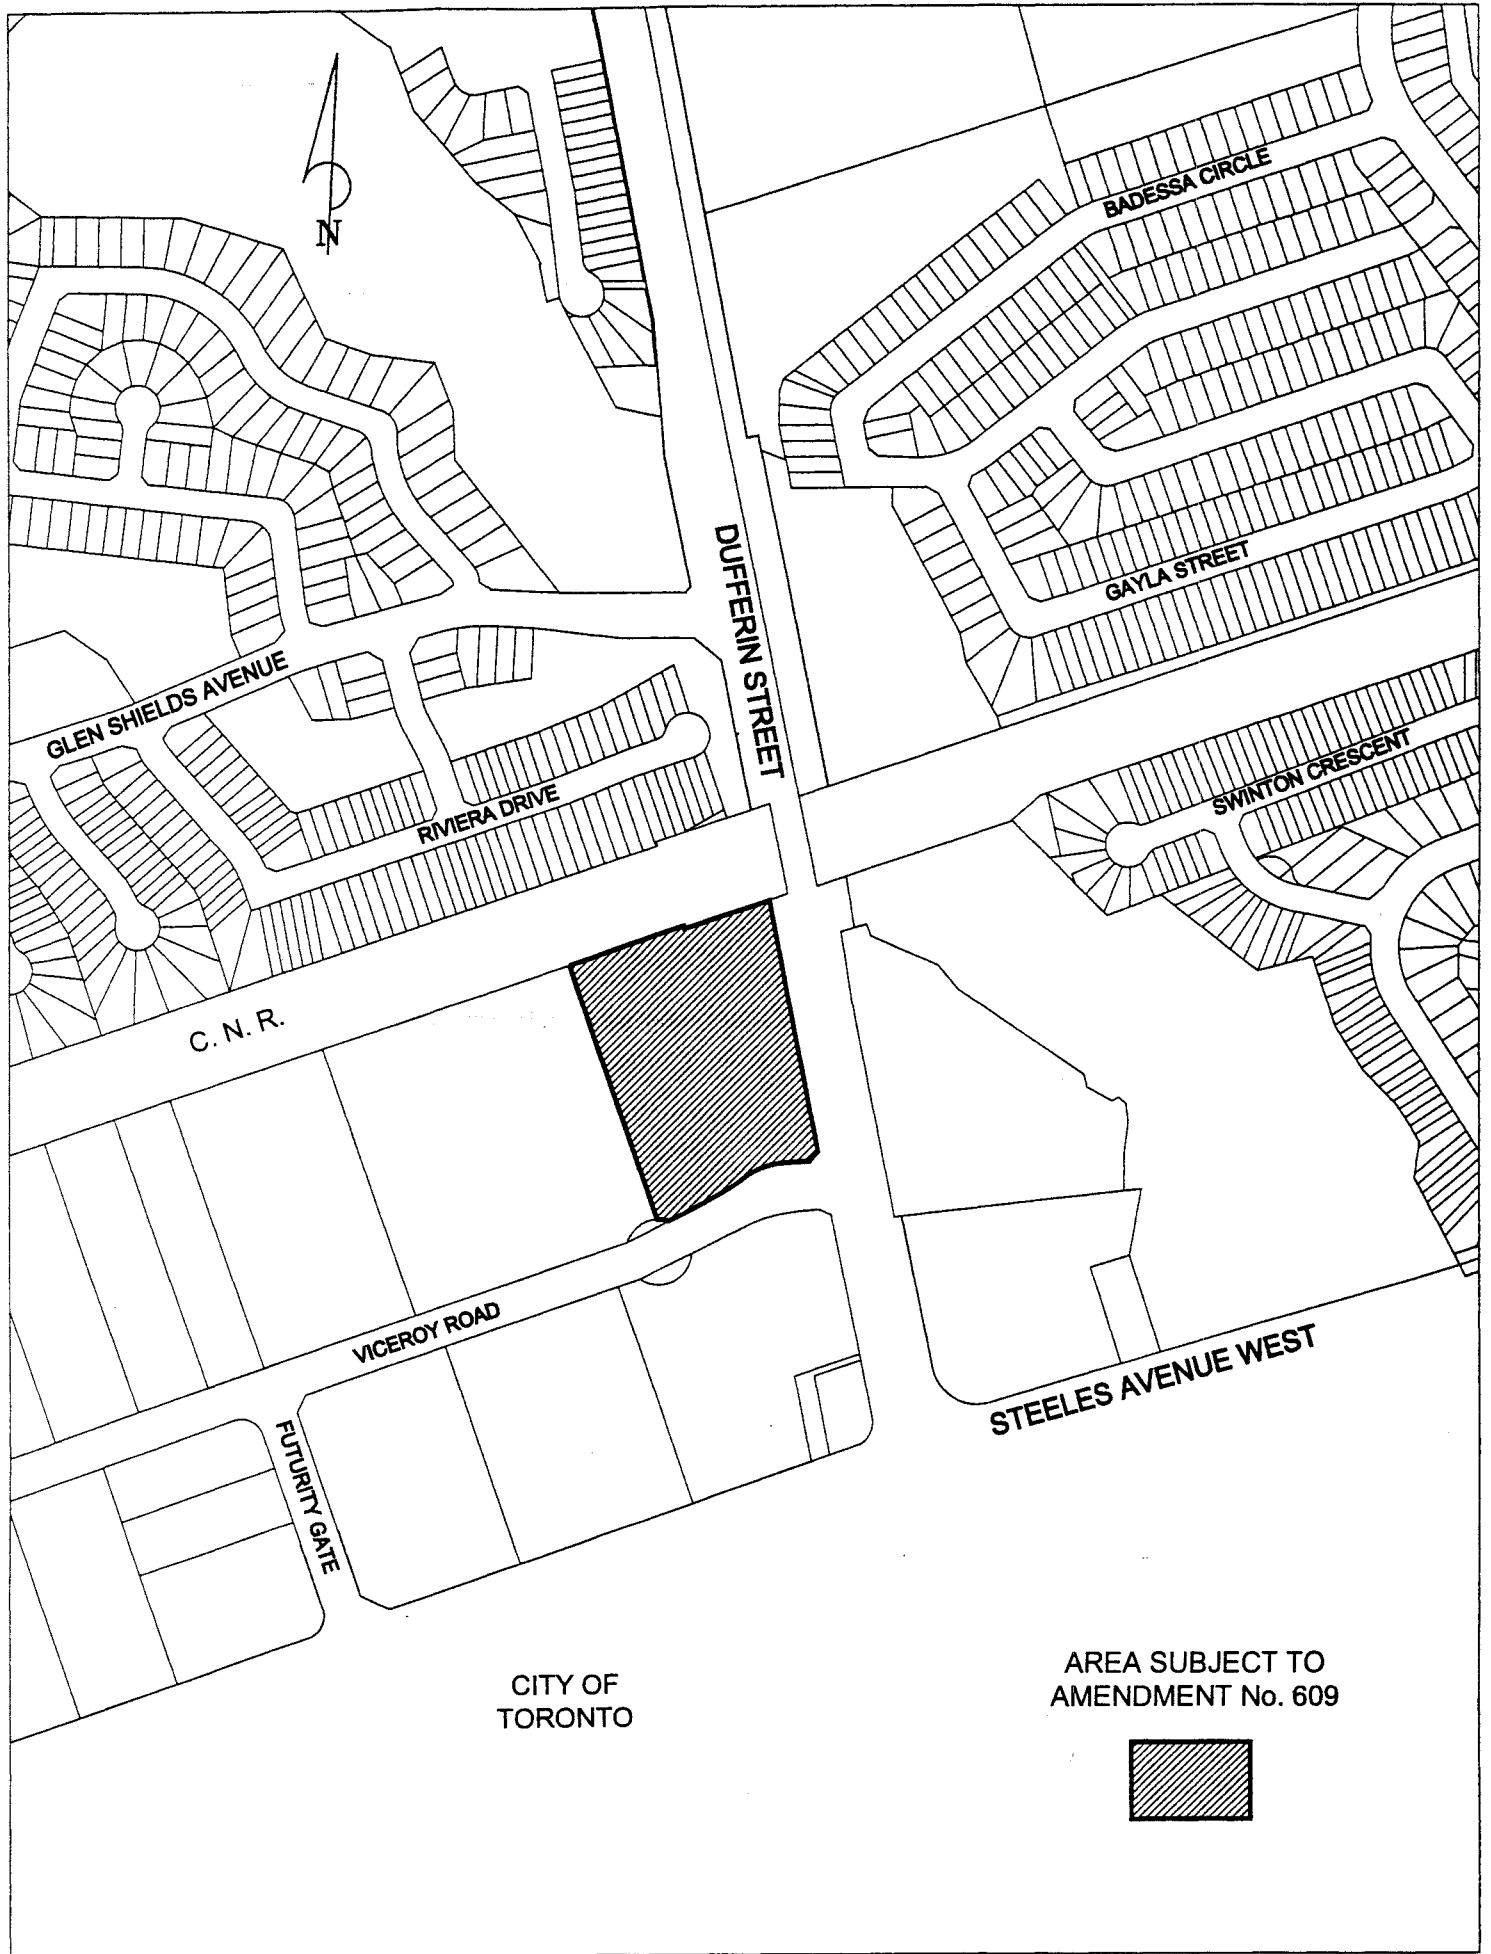 N
BADESSA CIRCLE
DUFFERIN STREET
GAYLA STREET
GLEN SHIELDS AVENUE
SWINTON CRESCENT
RIVIERA DRIVE
C. N. R.
VICEROY ROAD
STEELES AVENUE WEST
FUTURITY GATE
CITY OF
TORONTO
AREA SUBJECT TO
AMENDMENT No. 609